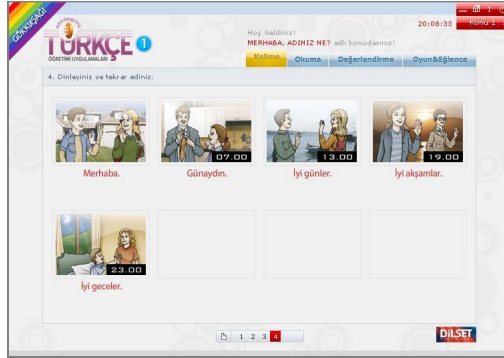 GÖKKUŞAĞI
TÜRKÇE 1
ÖĞRETİMİ UYGULAMALARI
Hoş Geldiniz!
MERHABA, ADINIZ NE? adlı konudasınız!
20:09:33
Konu 1
Kelime Okuma Değerlendirme Oyun&Eğlence
4. Dinleyiniz ve tekrar ediniz.
07.00 13.00 19.00
Merhaba. Günaydın. İyi günler. İyi akşamlar.
23.00
İyi geceler.
1 2 3 4
DİLSET